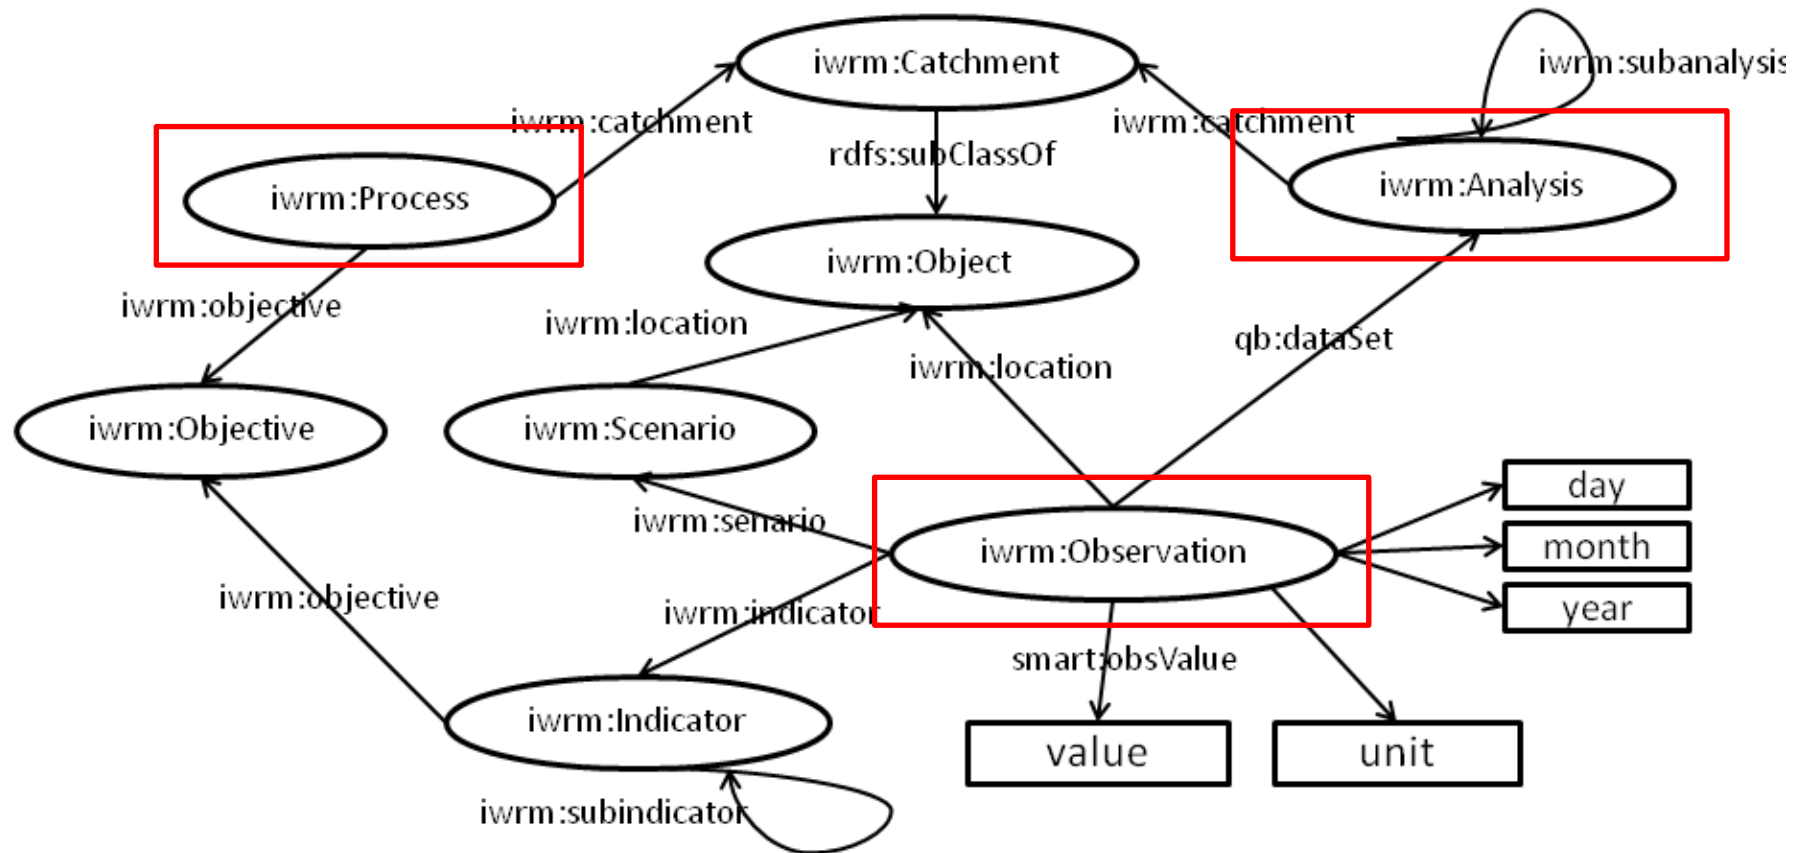 iwrm:Catchment
iwrm:subanalysis
iwrm:catchment
iwrm:catchment
rdfs:subClassOf
iwrm:Process
iwrm:Analysis
iwrm:Object
iwrm:objective
iwrm:location
qb:dataSet
iwrm:location
iwrm:Objective
iwrm:Scenario
day
iwrm:senario
iwrm:Observation
month
iwrm:objective
iwrm:indicator
year
smart:obsValue
iwrm:Indicator
value
unit
iwrm:subindicator